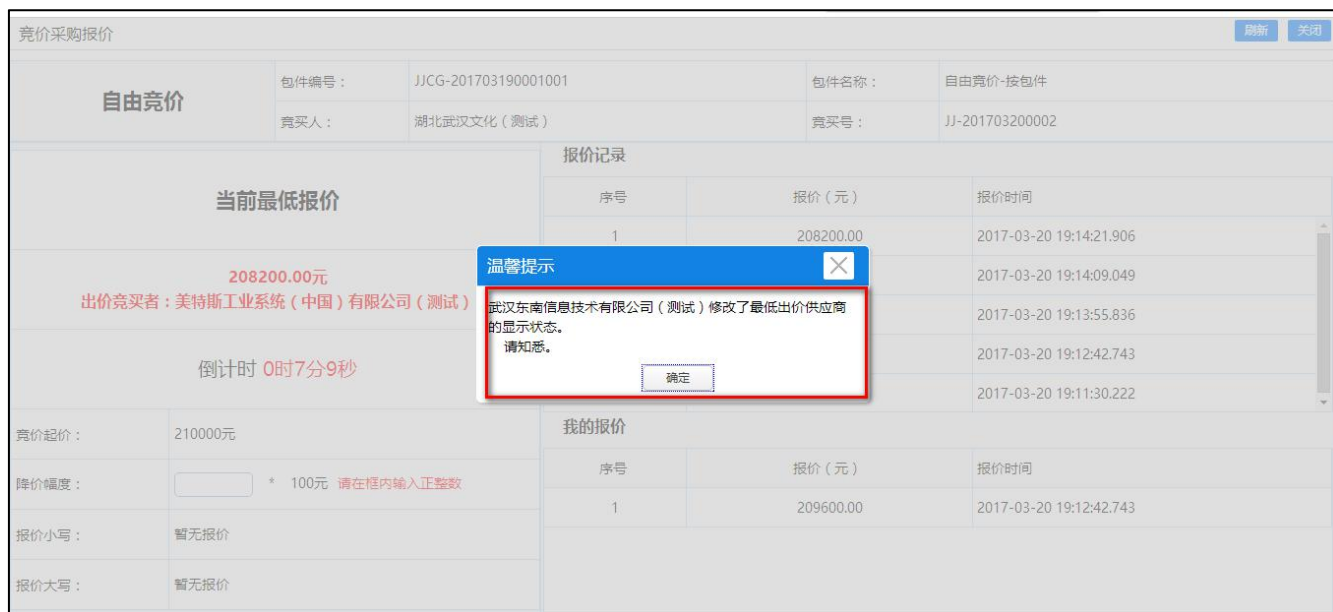 竞价采购报价
刷新 关闭
自由竞价
包件编号： JJCG-201703190001001 包件名称： 自由竞价-按包件
竞买人： 湖北武汉文化（测试） 竞买号： JJ-201703200002
当前最低报价
208200.00元
出价竞买者：美特斯工业系统（中国）有限公司（测试）
倒计时 0时7分9秒
竞价起价： 210000元
降价幅度： * 100元 请在框内输入正整数
报价小写： 暂无报价
报价大写： 暂无报价
报价记录
序号 报价（元） 报价时间
1 208200.00 2017-03-20 19:14:21.906
2017-03-20 19:14:09.049
2017-03-20 19:13:55.836
2017-03-20 19:12:42.743
2017-03-20 19:11:30.222
我的报价
序号 报价（元） 报价时间
1 209600.00 2017-03-20 19:12:42.743
温馨提示
武汉东南信息技术有限公司（测试）修改了最低出价供应商
的显示状态。
请知悉。
确定